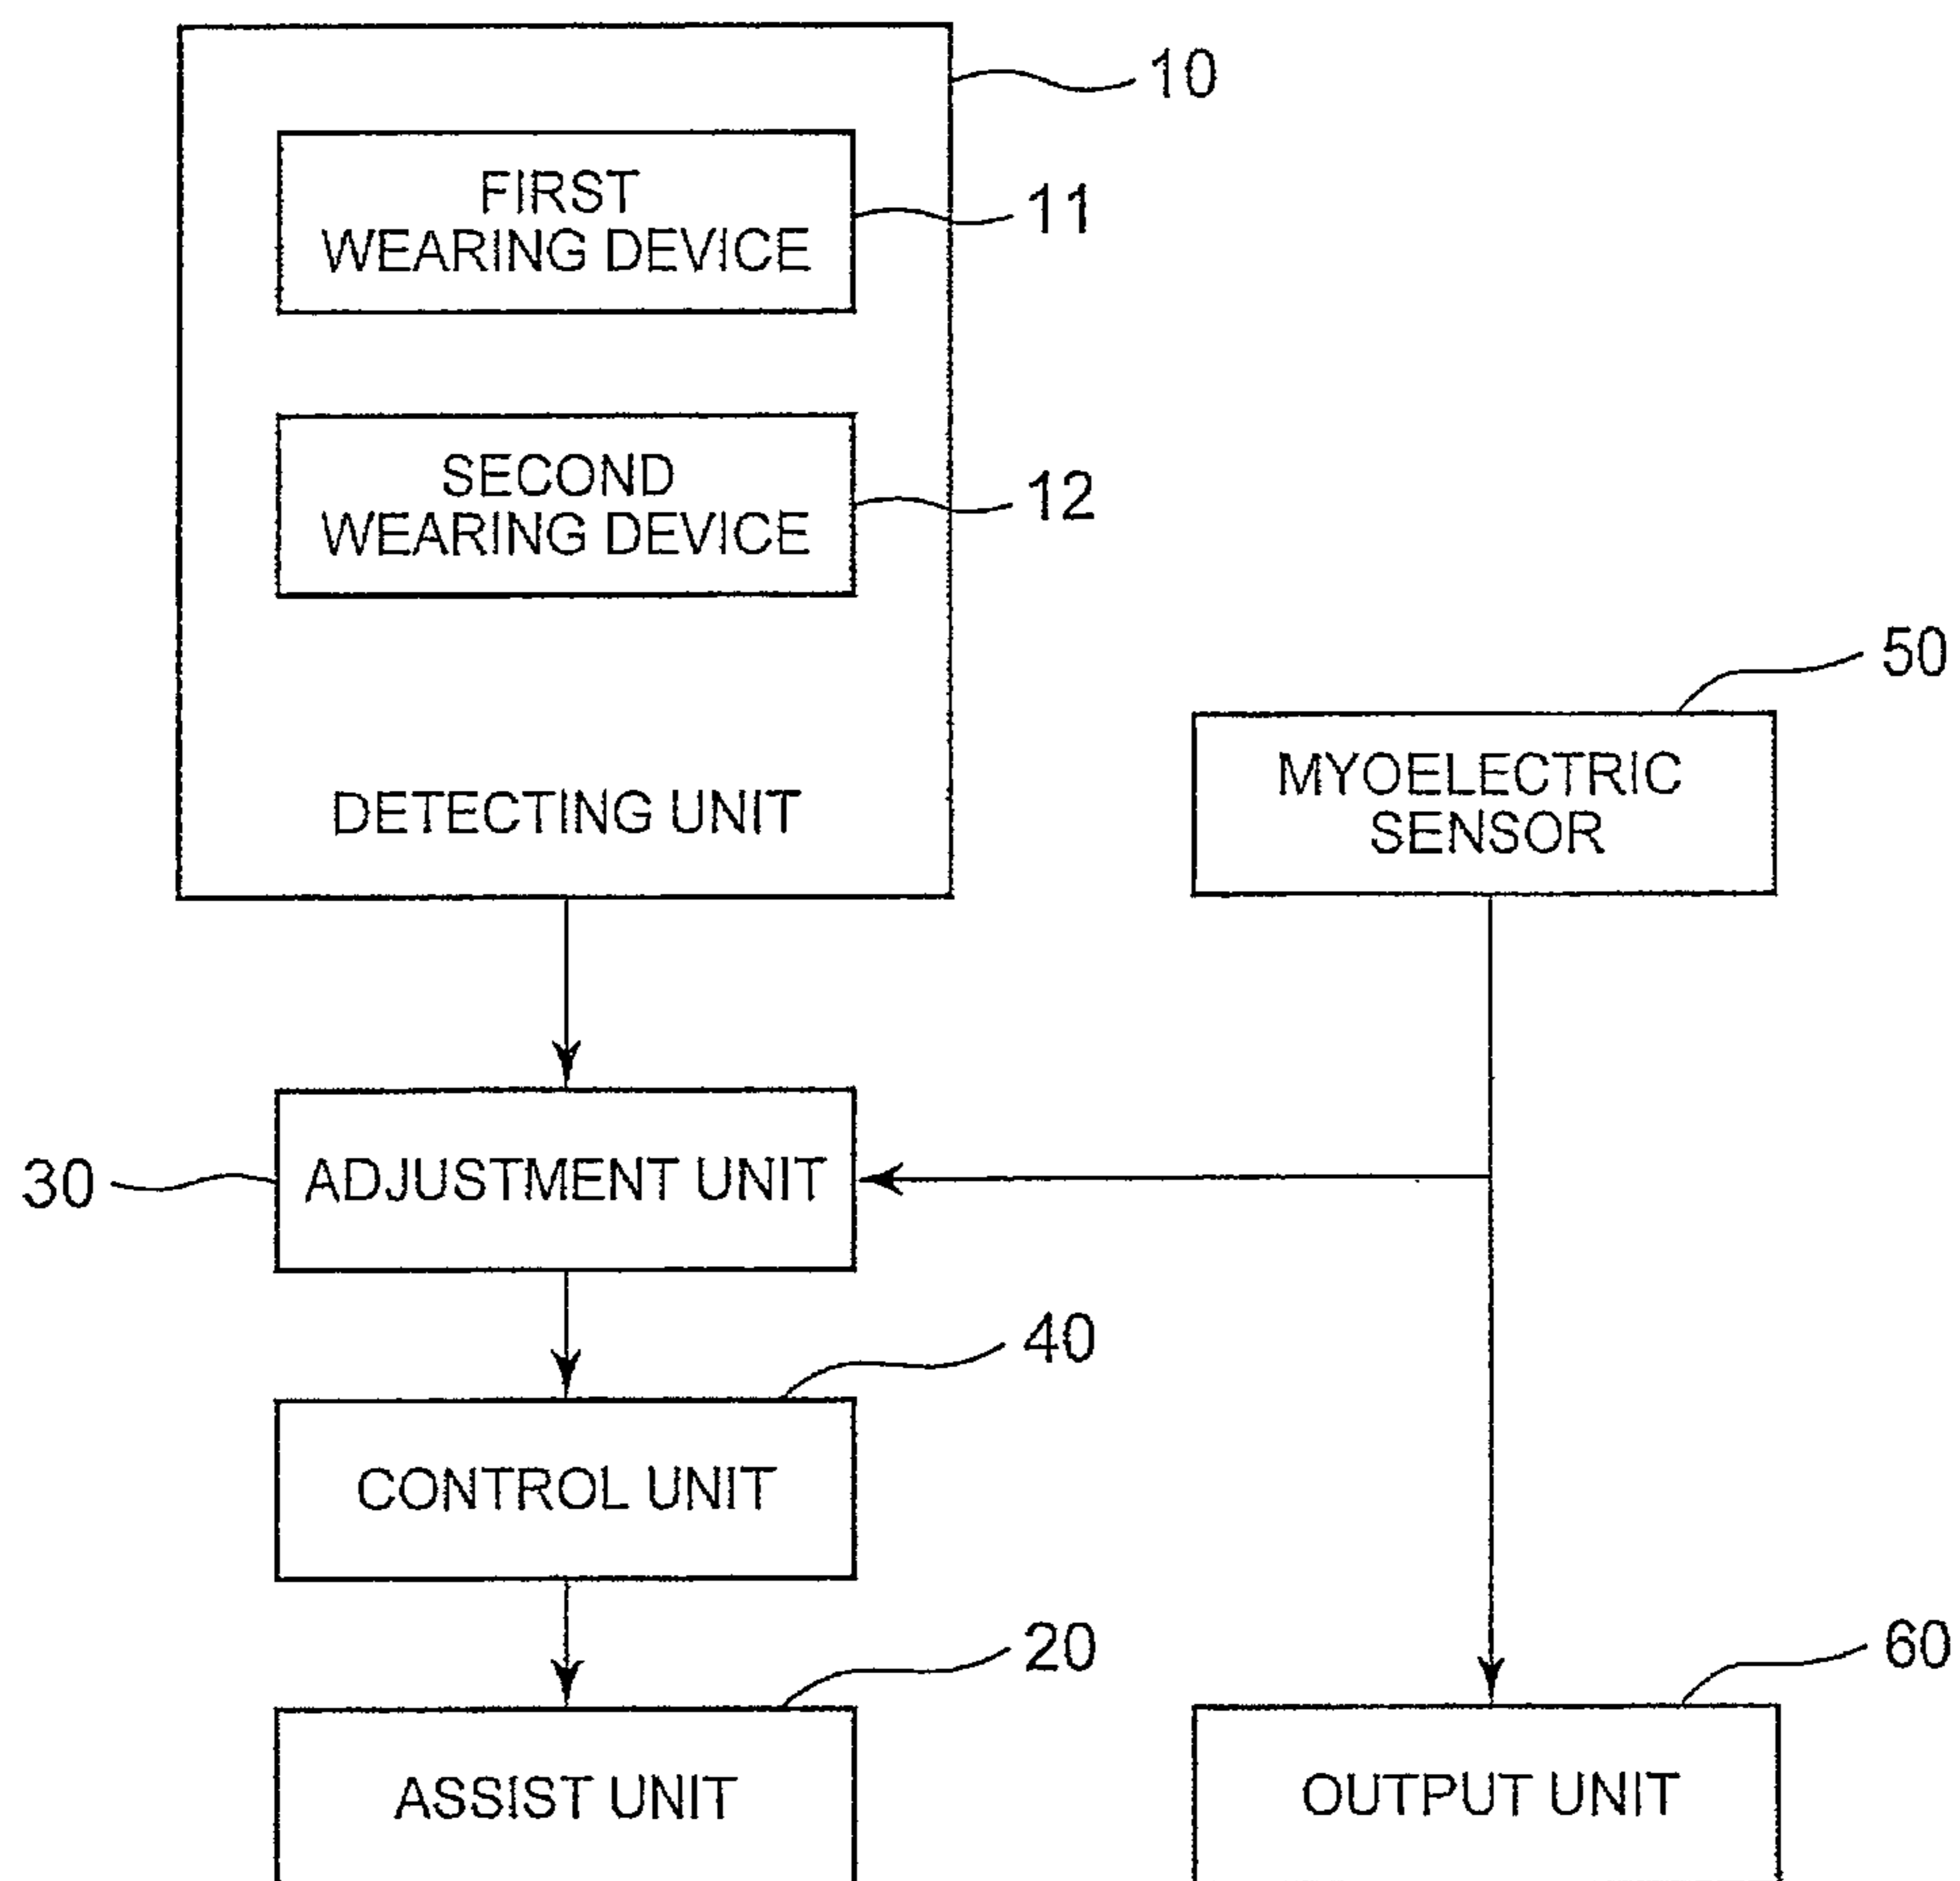 10
FIRST
WEARING DEVICE
11
SECOND
WEARING DEVICE
12
DETECTING UNIT
50
MYOELECTRIC
SENSOR
30
ADJUSTMENT UNIT
40
CONTROL UNIT
20
ASSIST UNIT
60
OUTPUT UNIT